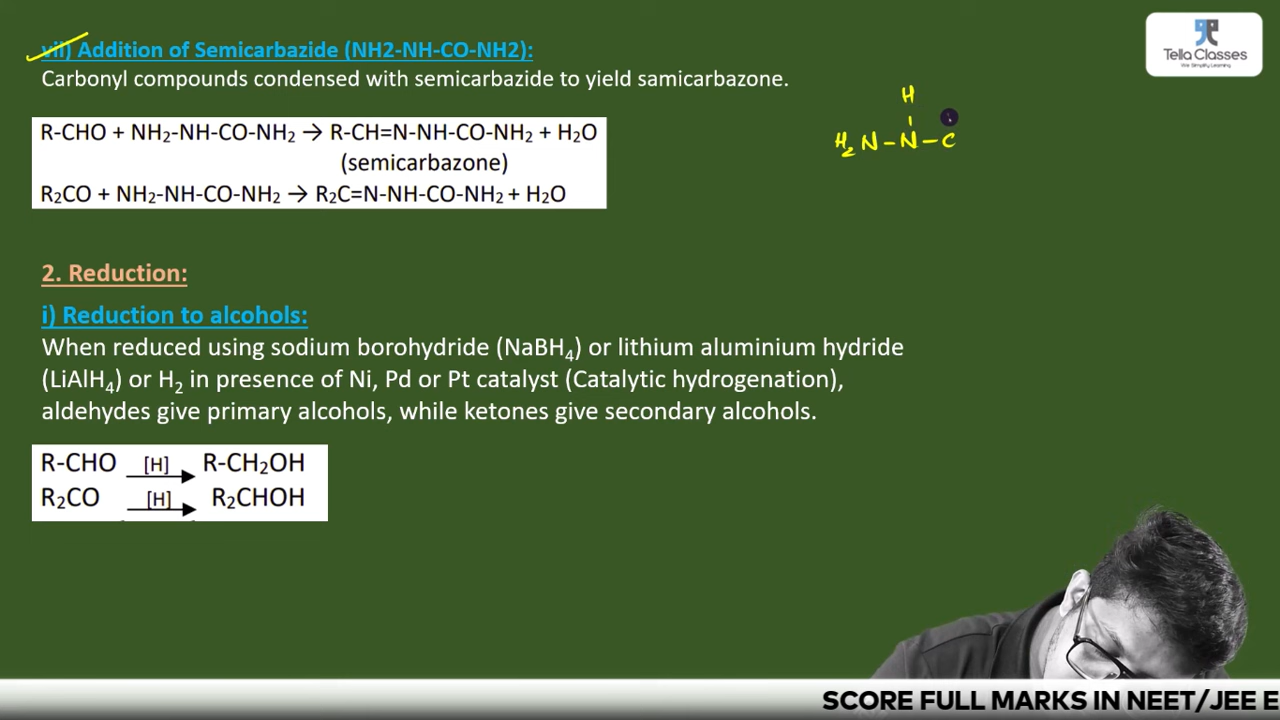 vii) Addition of Semicarbazide (NH2-NH-CO-NH2):
Carbonyl compounds condensed with semicarbazide to yield samicarbazone.
R-CHO + NH₂-NH-CO-NH₂ → R-CH=N-NH-CO-NH₂ + H₂O
(semicarbazone)
R₂CO + NH₂-NH-CO-NH₂ → R₂C=N-NH-CO-NH₂ + H₂O
H
H₂N-N-C
Tella Classes
We Simplify Learning
2. Reduction:
i) Reduction to alcohols:
When reduced using sodium borohydride (NaBH₄) or lithium aluminium hydride
(LiAlH₄) or H₂ in presence of Ni, Pd or Pt catalyst (Catalytic hydrogenation),
aldehydes give primary alcohols, while ketones give secondary alcohols.
R-CHO [H] → R-CH₂OH
R₂CO [H] → R₂CHOH
SCORE FULL MARKS IN NEET/JEE E